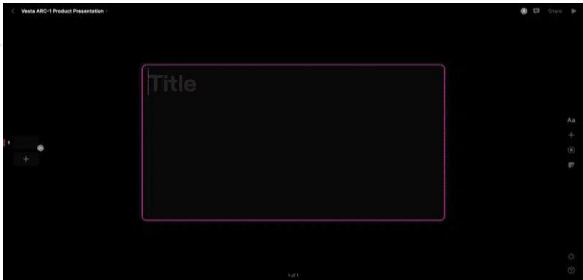 Vesta ARC-1 Product Presentation
Share
Title
Aa
1 of 1